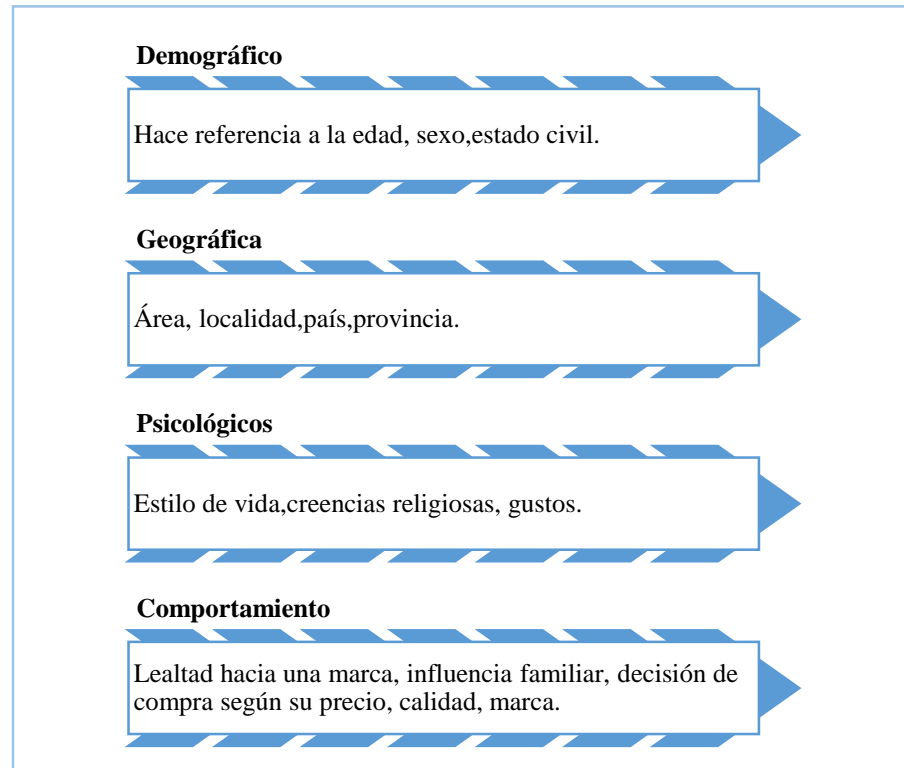 Demográfico
Hace referencia a la edad, sexo,estado civil.
Geográfica
Área, localidad,país,provincia.
Psicológicos
Estilo de vida,creencias religiosas, gustos.
Comportamiento
Lealtad hacia una marca, influencia familiar, decisión de
compra según su precio, calidad, marca.